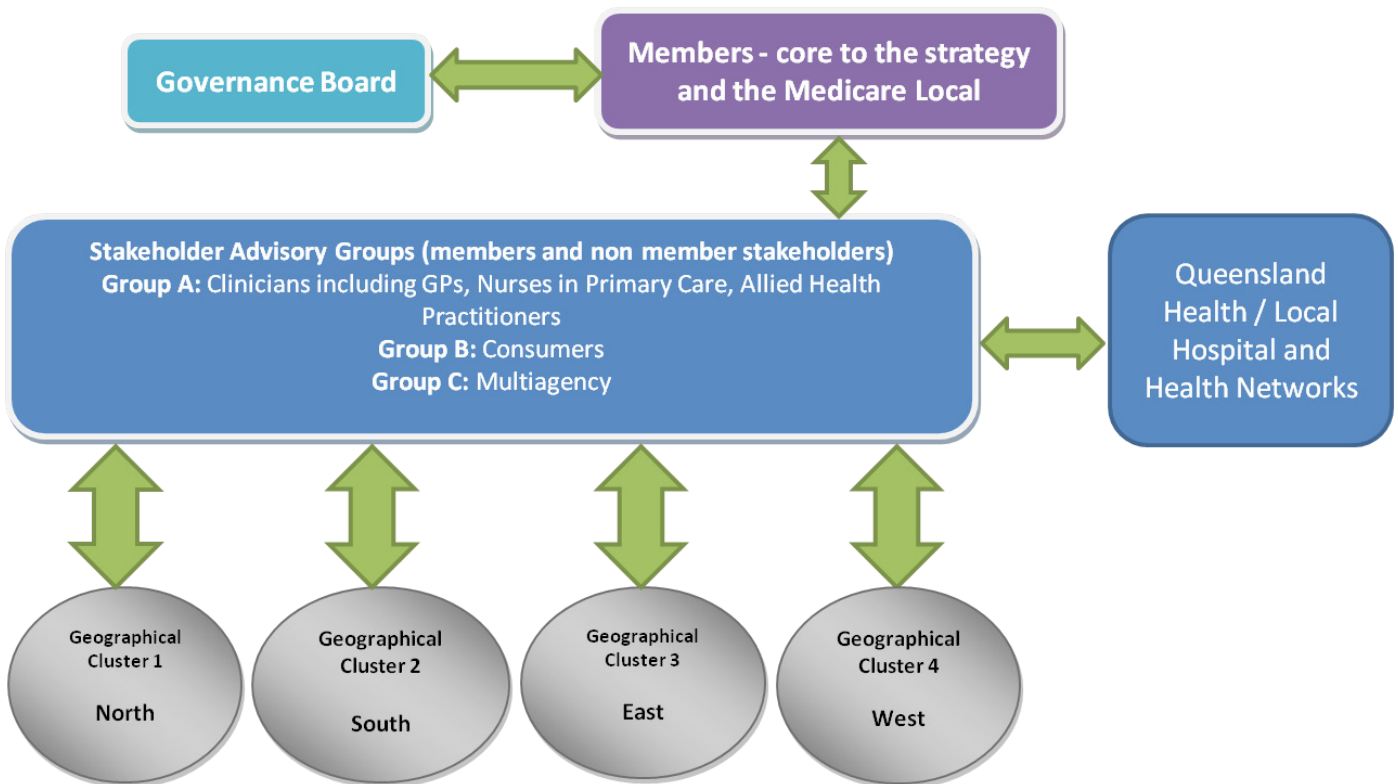 Governance Board
Members - core to the strategy
and the Medicare Local
Stakeholder Advisory Groups (members and non member stakeholders)
Group A: Clinicians including GPs, Nurses in Primary Care, Allied Health
Practitioners
Group B: Consumers
Group C: Multiagency
Queensland
Health / Local
Hospital and
Health Networks
Geographical
Cluster 1
North
Geographical
Cluster 2
South
Geographical
Cluster 3
East
Geographical
Cluster 4
West